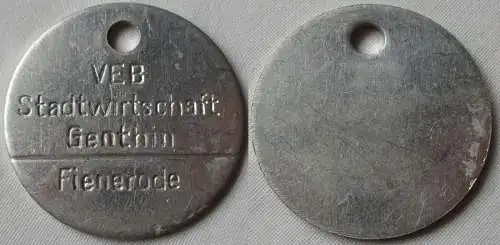 VEB
Stadtwirtschaft
Genthin
Fienerode